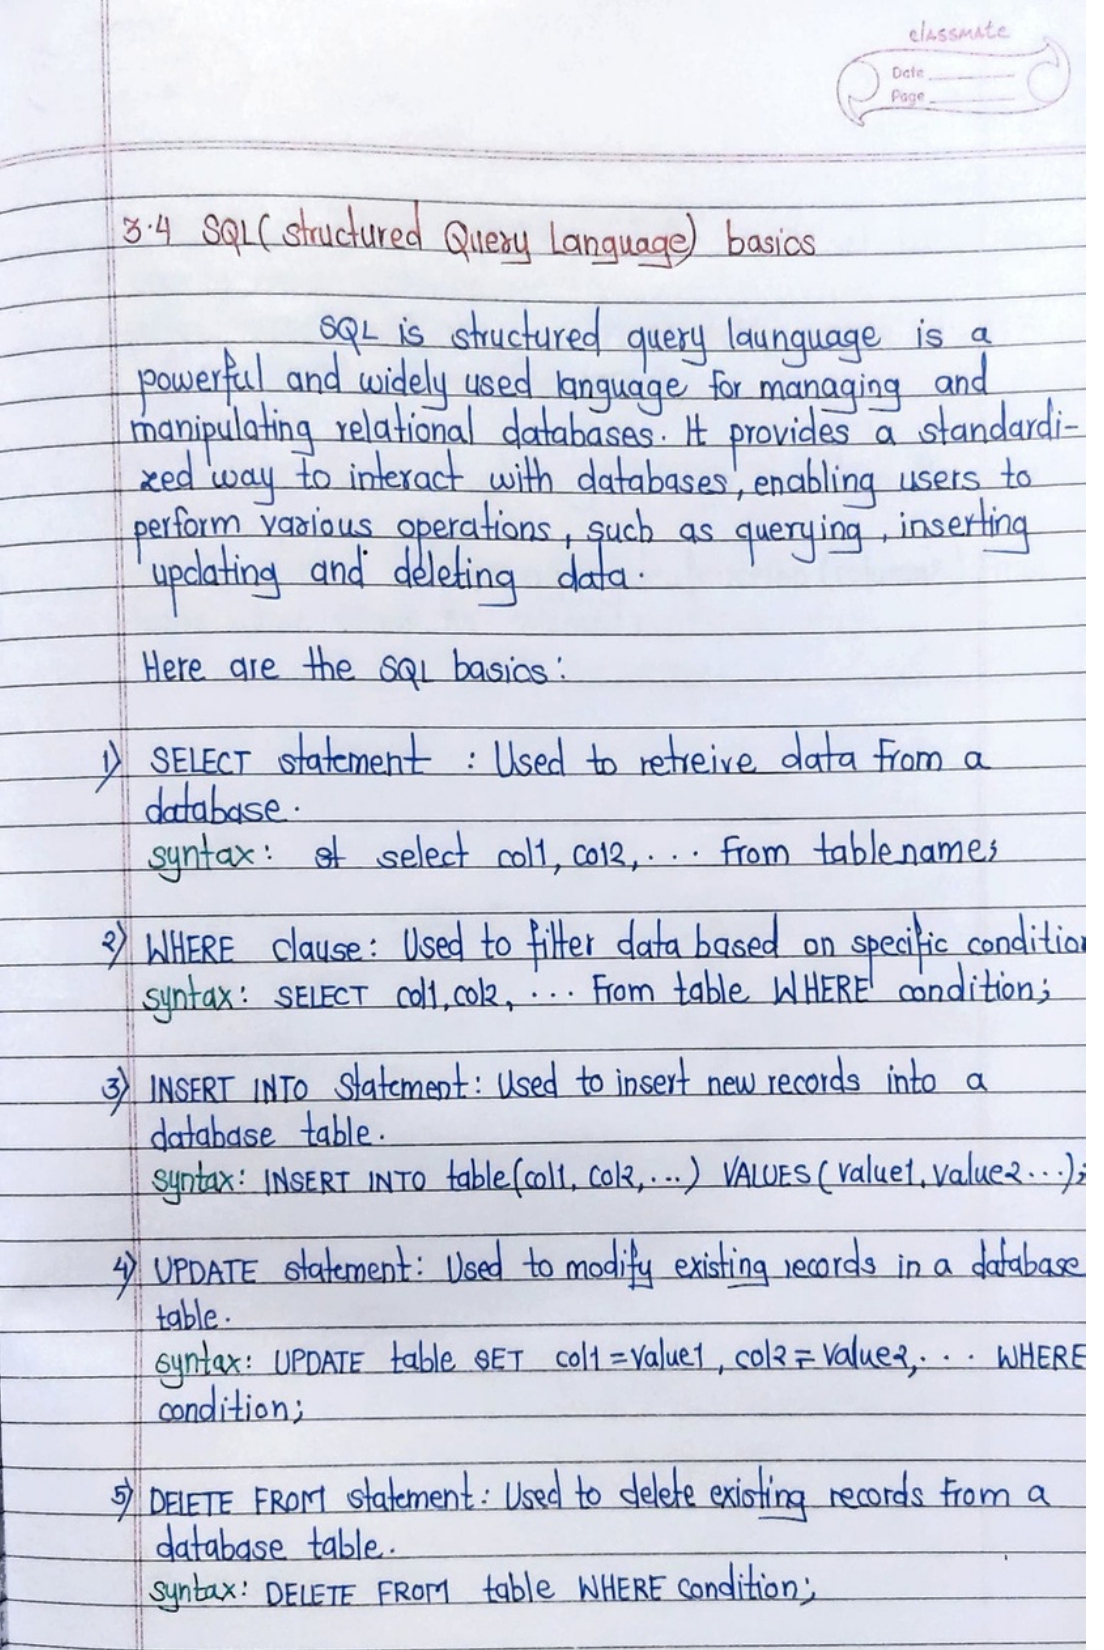 classmate
Date
Page
3.4 SQL( structured Query Language) basics
SQL is structured query launguage is a
powerful and widely used language for managing and
manipulating relational databases. It provides a standardi-
zed way to interact with databases, enabling users to
perform various operations, such as querying, inserting
updating and deleting data.
Here are the SQL basics:
1) SELECT statement : Used to retreive data from a
database.
syntax: select col1, col2, ... from tablename;
2) WHERE clause: Used to filter data based on specific condition
syntax: SELECT col1, col2, ... From table WHERE condition;
3) INSERT INTO Statement: Used to insert new records into a
database table.
syntax: INSERT INTO table(col1, col2, ...) VALUES (value1, value2...);
4) UPDATE statement: Used to modify existing records in a database
table.
syntax: UPDATE table SET col1 = value1, col2 = value2, ... WHERE
condition;
5) DELETE FROM statement: Used to delete existing records from a
database table.
syntax: DELETE FROM table WHERE condition;